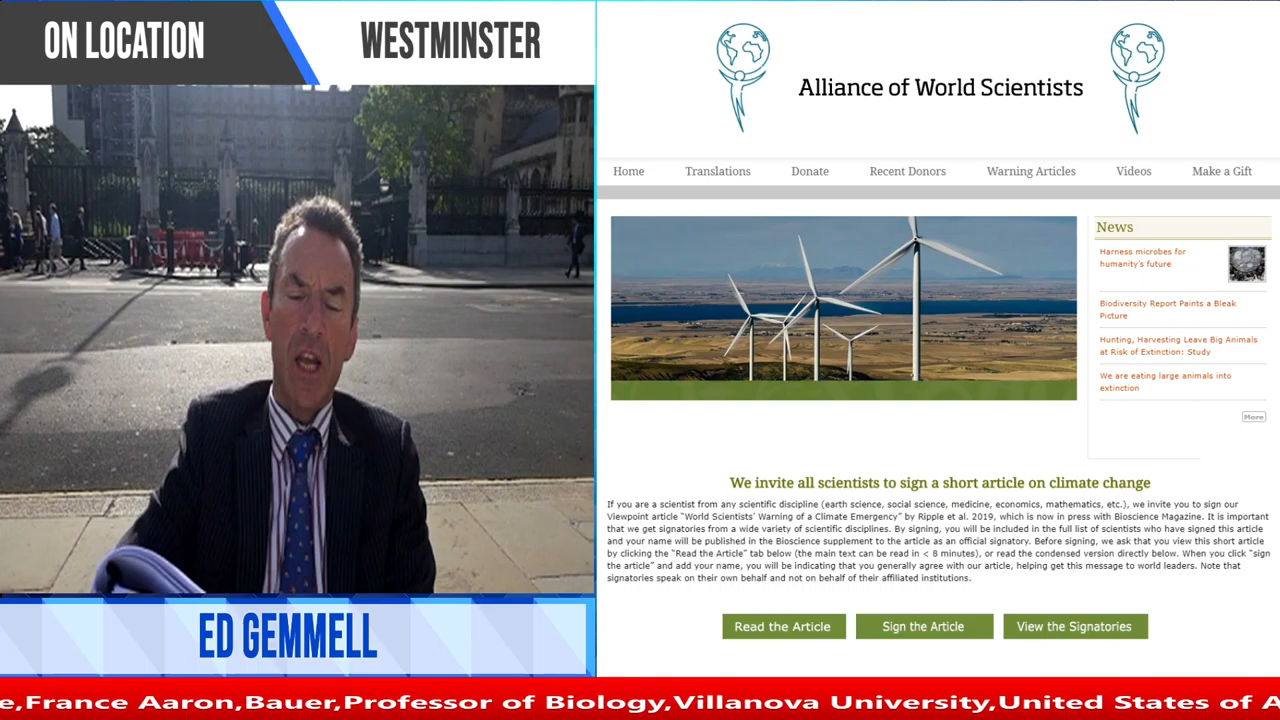 ON LOCATION
WESTMINSTER
Alliance of World Scientists
Home
Translations
Donate
Recent Donors
Warning Articles
Videos
Make a Gift
News
Harness microbes for
humanity's future
Biodiversity Report Paints a Bleak
Picture
Hunting, Harvesting Leave Big Animals
at Risk of Extinction: Study
We are eating large animals into
extinction
More
We invite all scientists to sign a short article on climate change
If you are a scientist from any scientific discipline (earth science, social science, medicine, economics, mathematics, etc.), we invite you to sign our
Viewpoint article "World Scientists' Warning of a Climate Emergency" by Ripple et al. 2019, which is now in press with Bioscience Magazine. It is important
that we get signatories from a wide variety of scientific disciplines. By signing, you will be included in the full list of scientists who have signed this article
and your name will be published in the Bioscience supplement to the article as an official signatory. Before signing, we ask that you view this short article
by clicking the "Read the Article" tab below (the main text can be read in < 8 minutes), or read the condensed version directly below. When you click "sign
the article" and add your name, you will be indicating that you generally agree with our article, helping get this message to world leaders. Note that
signatories speak on their own behalf and not on behalf of their affiliated institutions.
Read the Article
Sign the Article
View the Signatories
ED GEMMELL
e,France Aaron,Bauer,Professor of Biology,Villanova University,United States of A